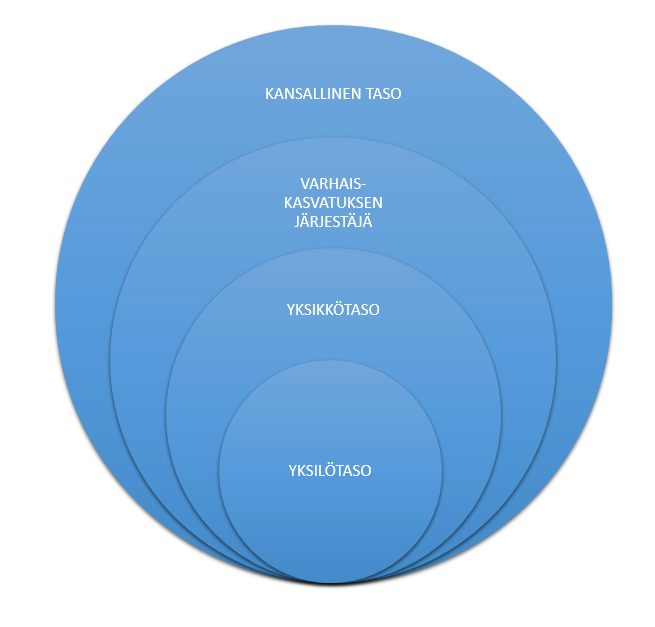 KANSALLINEN TASO
VARHAIS-
KASVATUKSEN
JÄRJESTÄJÄ
YKSIKKÖTASO
YKSILÖTASO